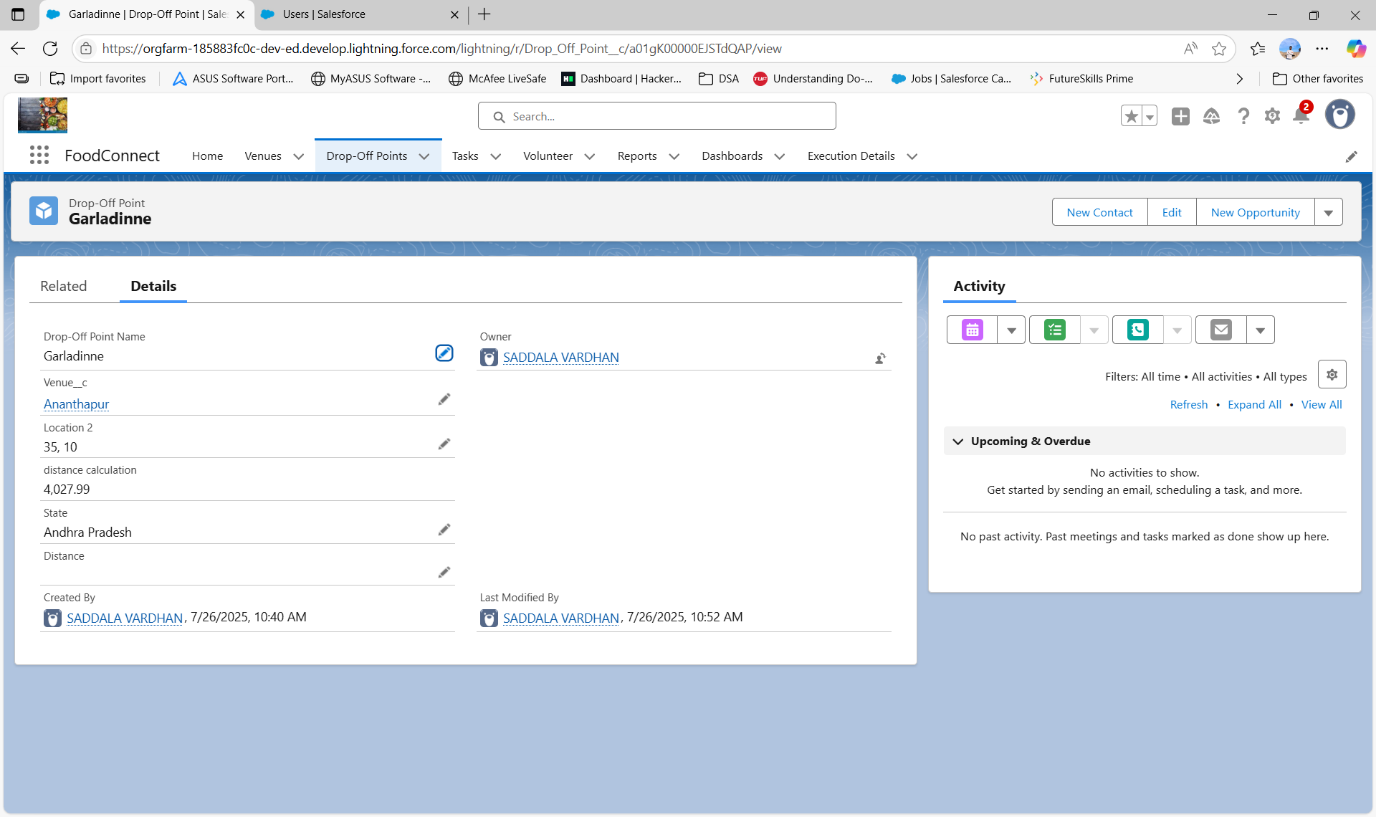 Garladinne | Drop-Off Point | Sale
Users | Salesforce
https://orgfarm-185883fc0c-dev-ed.develop.lightning.force.com/lightning/r/Drop_Off_Point__c/a01gK00000EJSTdQAP/view
Import favorites
ASUS Software Port...
MyASUS Software -...
McAfee LiveSafe
Dashboard | Hacker...
DSA
Understanding Do-...
Jobs | Salesforce Ca...
FutureSkills Prime
Other favorites
Search...
2
FoodConnect
Home
Venues
Drop-Off Points
Tasks
Volunteer
Reports
Dashboards
Execution Details
Drop-Off Point
Garladinne
New Contact
Edit
New Opportunity
Related
Details
Drop-Off Point Name
Garladinne
Owner
SADDALA VARDHAN
Venue__c
Ananthapur
Location 2
35, 10
distance calculation
4,027.99
State
Andhra Pradesh
Distance
Created By
SADDALA VARDHAN, 7/26/2025, 10:40 AM
Last Modified By
SADDALA VARDHAN, 7/26/2025, 10:52 AM
Activity
Filters: All time • All activities • All types
Refresh • Expand All • View All
Upcoming & Overdue
No activities to show.
Get started by sending an email, scheduling a task, and more.
No past activity. Past meetings and tasks marked as done show up here.